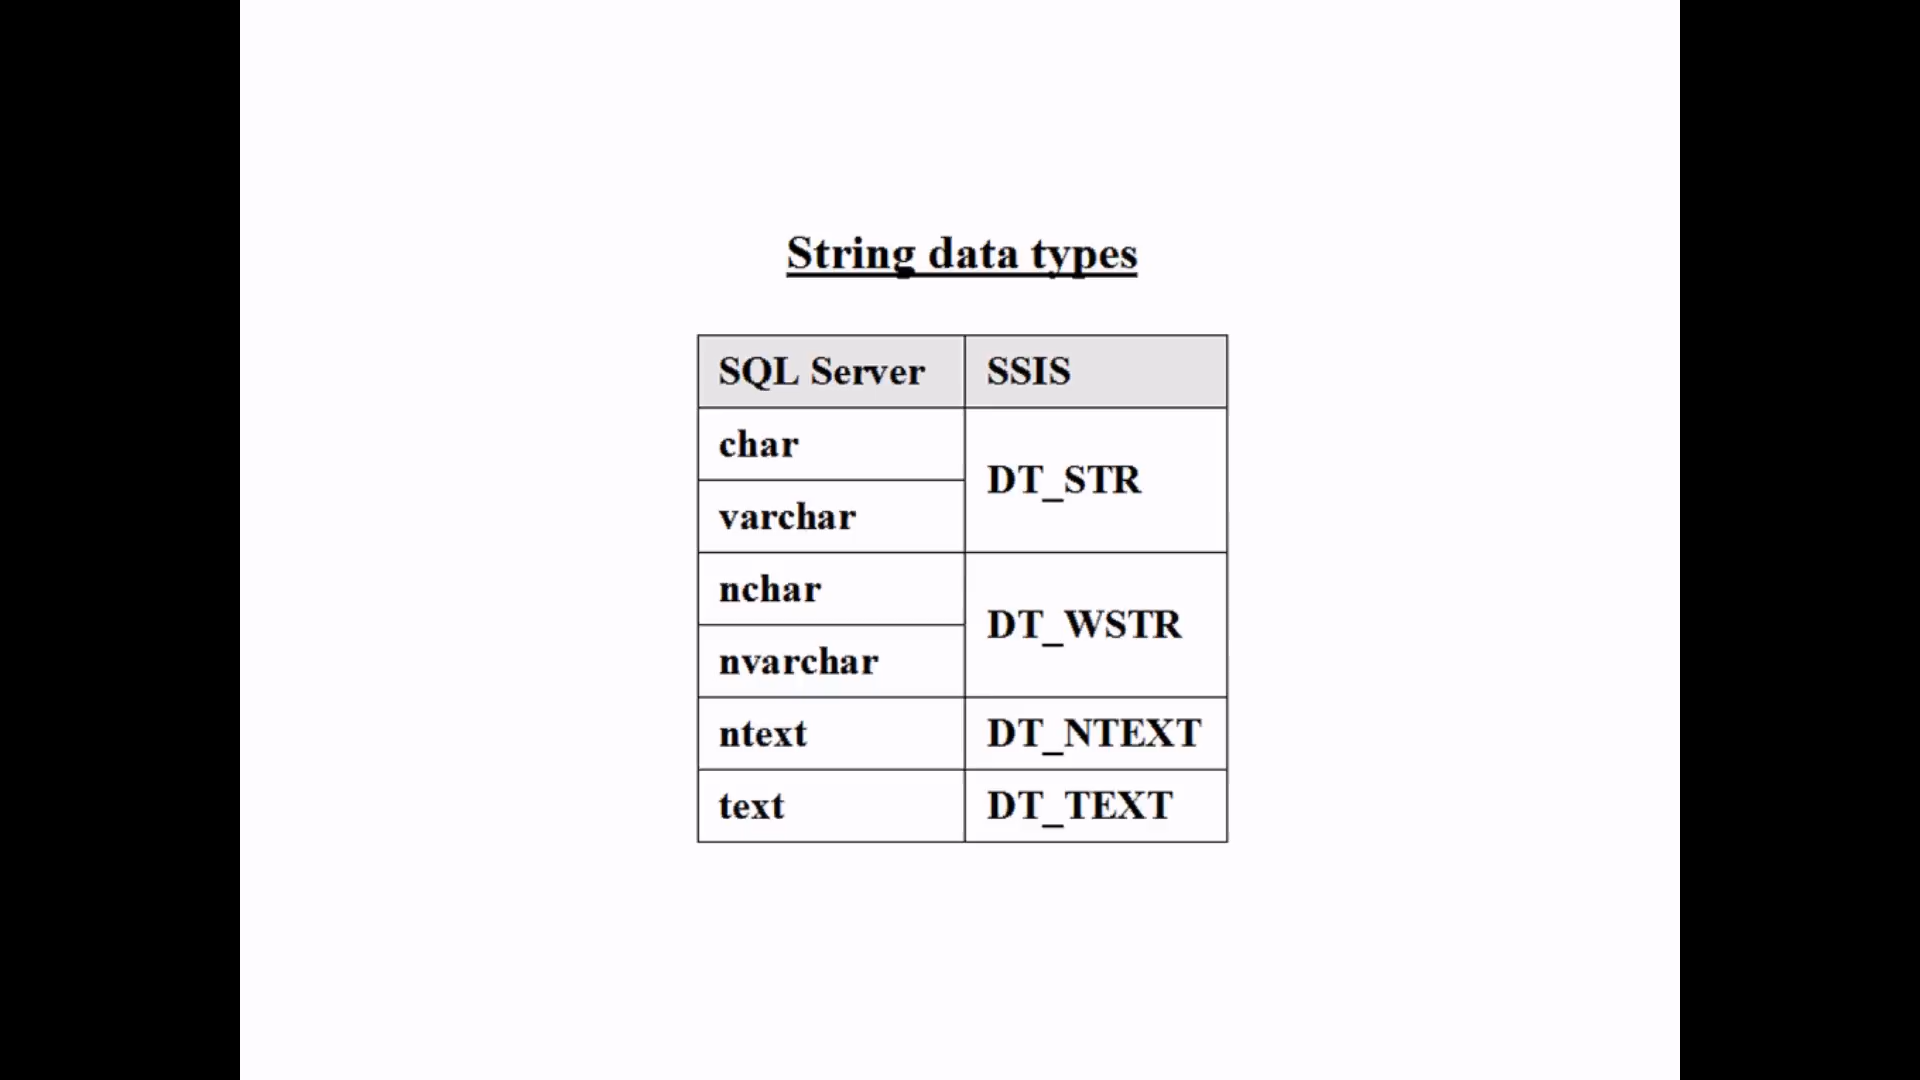 String data types
SQL Server SSIS
char
DT_STR
varchar
nchar
DT_WSTR
nvarchar
ntext DT_NTEXT
text DT_TEXT